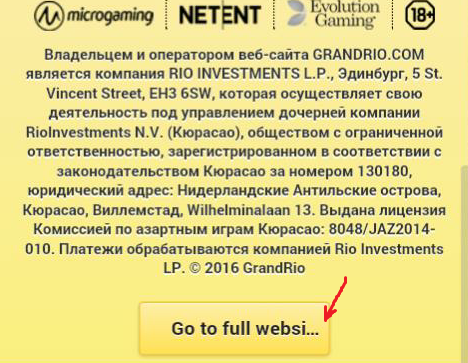 microgaming NETENT Evolution Gaming 18+
Владельцем и оператором веб-сайта GRANDRIO.COM
является компания RIO INVESTMENTS L.P., Эдинбург, 5 St.
Vincent Street, EH3 6SW, которая осуществляет свою
деятельность под управлением дочерней компании
RioInvestments N.V. (Кюрасао), обществом с ограниченной
ответственностью, зарегистрированном в соответствии с
законодательством Кюрасао за номером 130180,
юридический адрес: Нидерландские Антильские острова,
Кюрасао, Виллемстад, Wilhelminalaan 13. Выдана лицензия
Комиссией по азартным играм Кюрасао: 8048/JAZ2014-
010. Платежи обрабатываются компанией Rio Investments
LP. © 2016 GrandRio
Go to full websi...